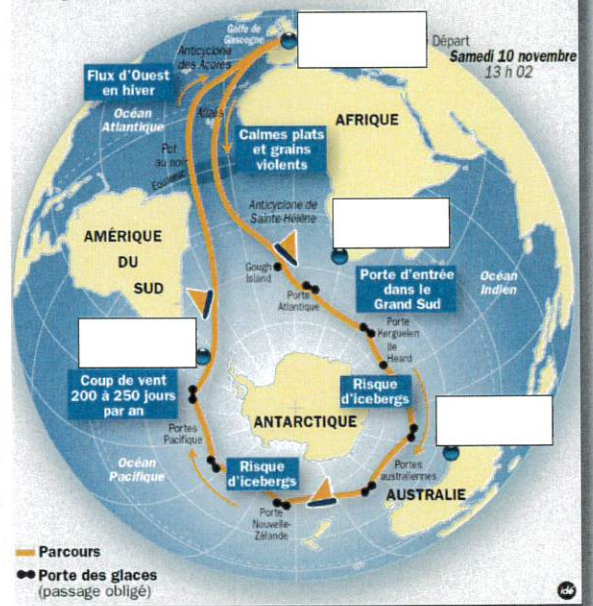 Golfe de
Gascogne
Départ
Samedi 10 novembre
13 h 02
Anticyclone
des Açores
Flux d'Ouest
en hiver
Océan
Atlantique
Alizés
AFRIQUE
Calmes plats
et grains
violents
Pot
au noir
Equateur
Anticyclone de
Sainte-Hélène
AMÉRIQUE
DU
SUD
Gough
Island
Porte
Atlantique
Porte d'entrée
dans le
Grand Sud
Océan
Indien
Porte
Kerguelen
Ile
Heard
Coup de vent
200 à 250 jours
par an
Risque
d'icebergs
ANTARCTIQUE
Portes
Pacifique
Océan
Pacifique
Risque
d'icebergs
Portes
australiennes
AUSTRALIE
Porte
Nouvelle-
Zélande
Parcours
Porte des glaces
(passage obligé)
idé